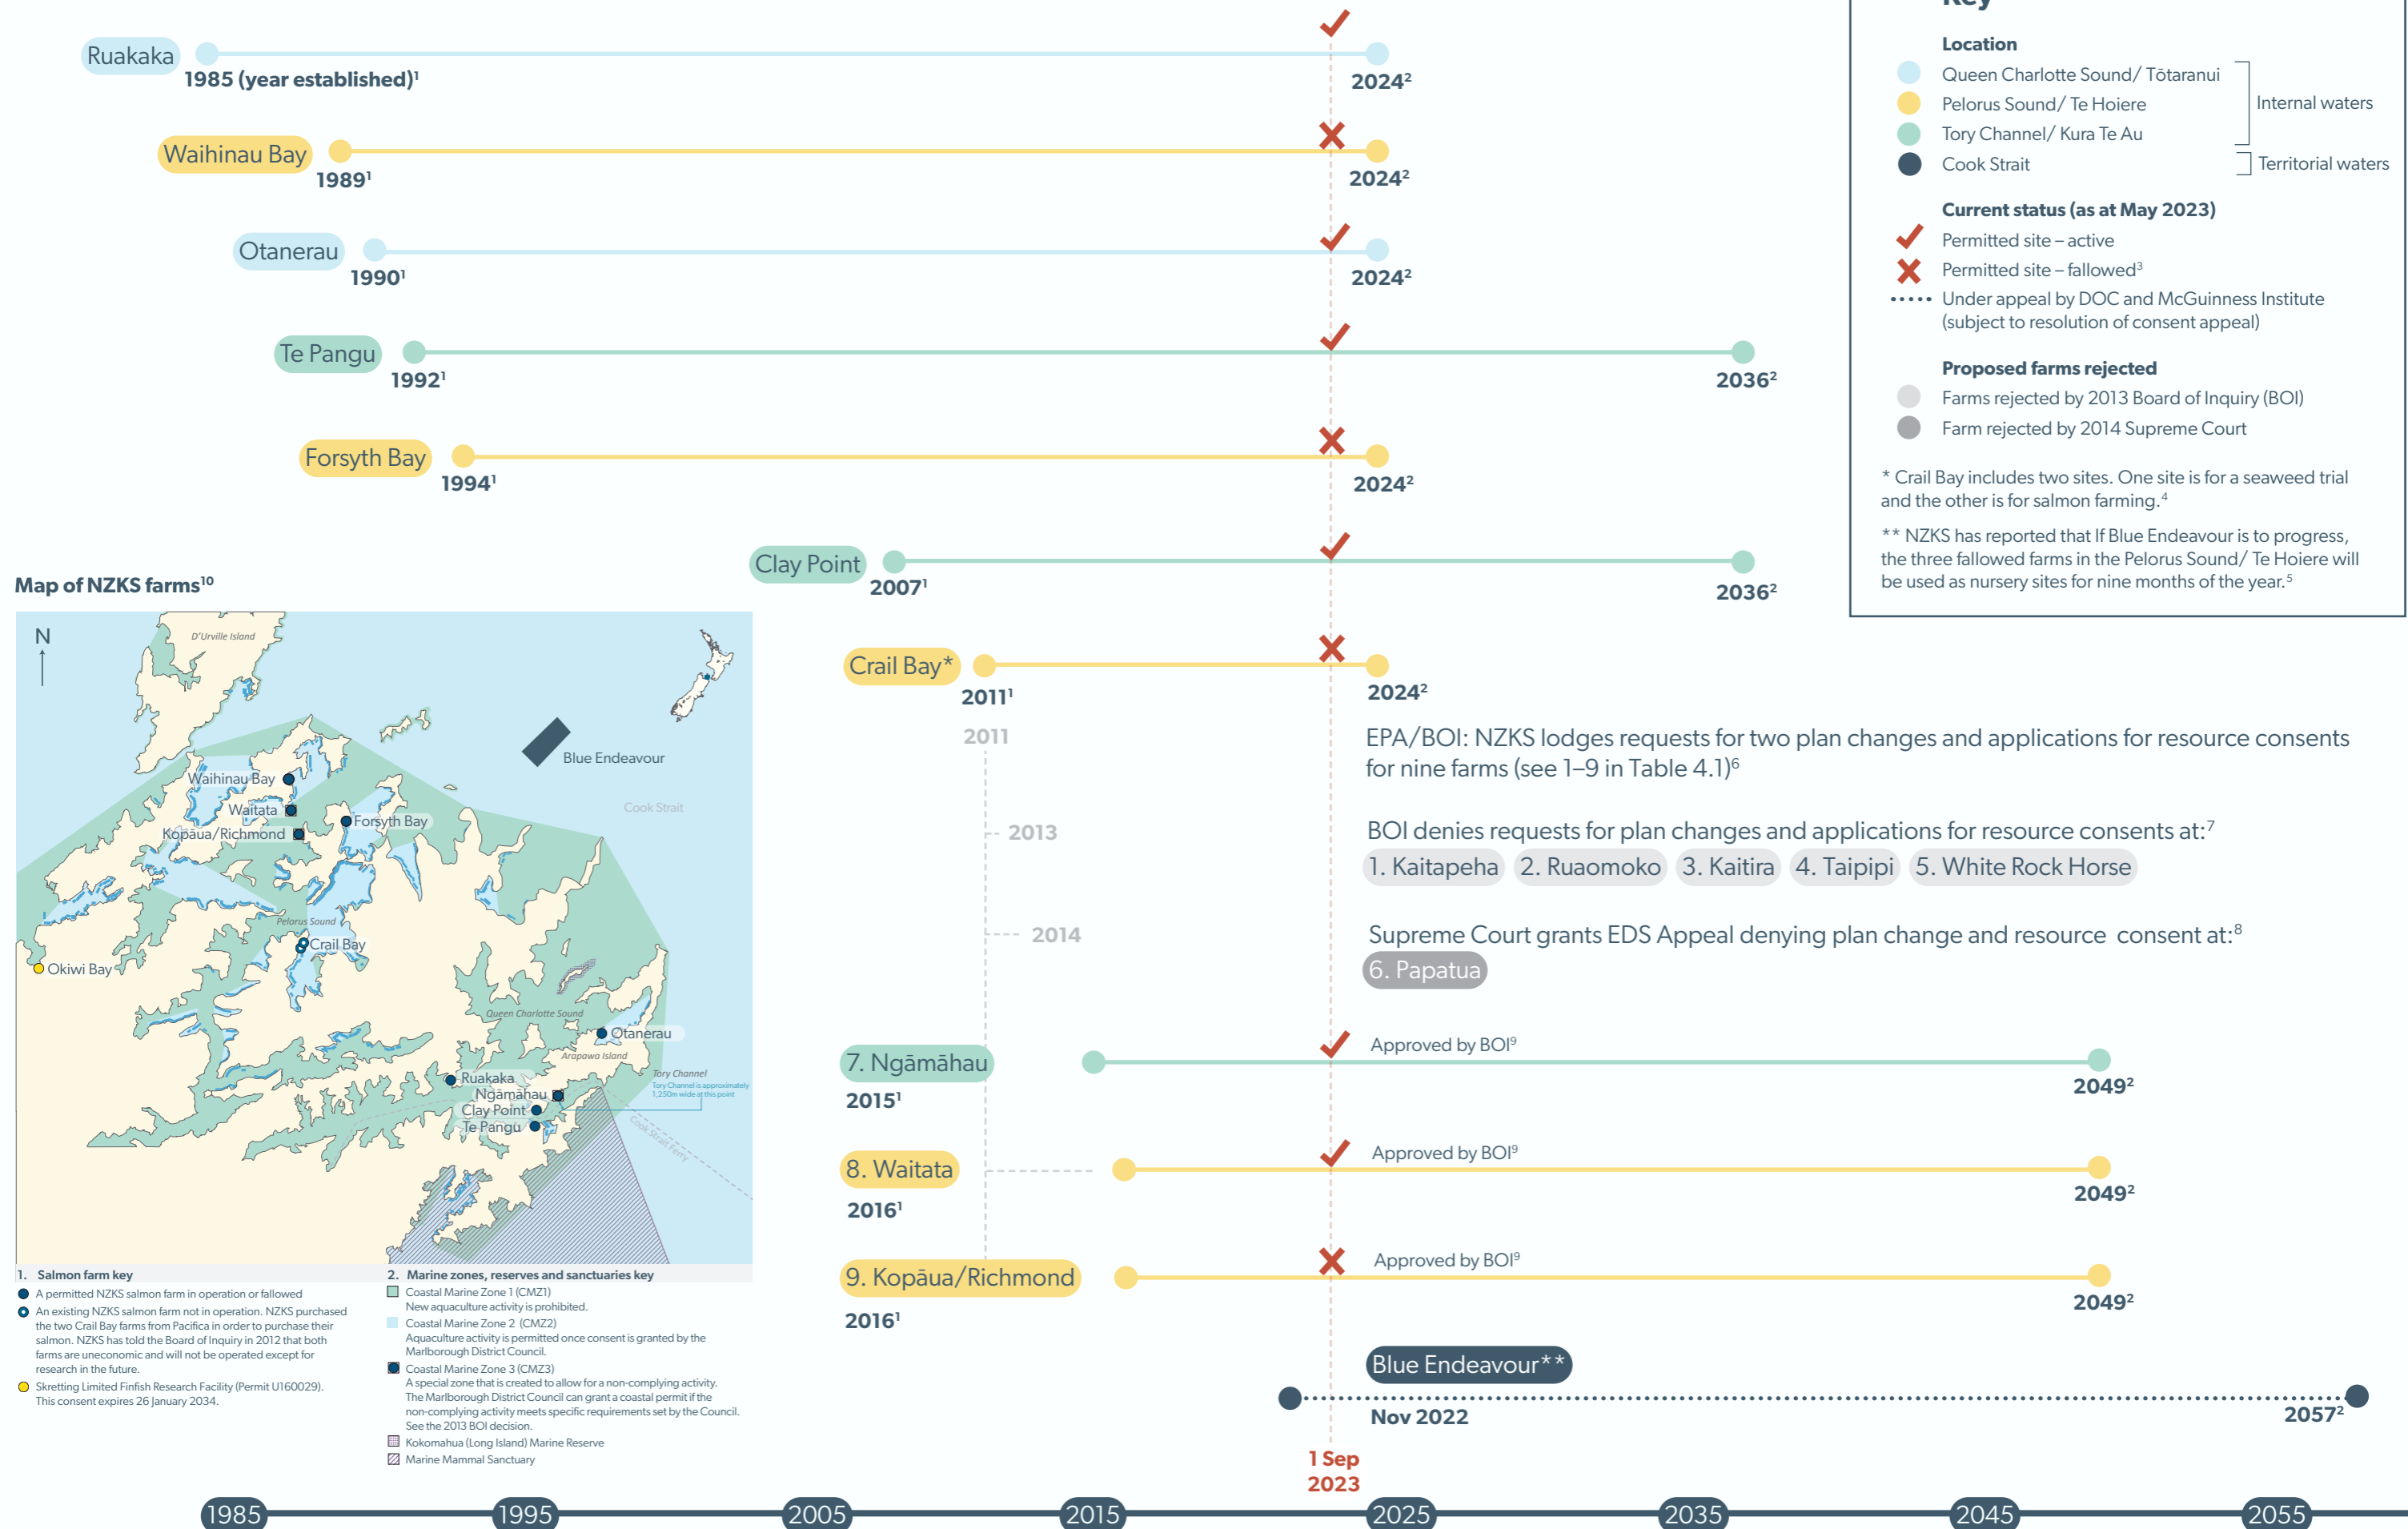 Ruakaka
1985 (year established)¹
2024²
Waihinau Bay
1989¹
2024²
Otanerau
1990¹
2024²
Te Pangu
1992¹
2036²
Forsyth Bay
1994¹
2024²
Clay Point
2007¹
2036²
Crail Bay*
2011¹
2024²
Key
Location
Queen Charlotte Sound/ Tōtaranui
Pelorus Sound/ Te Hoiere
Tory Channel/ Kura Te Au
Internal waters
Cook Strait
Territorial waters
Current status (as at May 2023)
Permitted site – active
Permitted site – fallowed³
Under appeal by DOC and McGuinness Institute
(subject to resolution of consent appeal)
Proposed farms rejected
Farms rejected by 2013 Board of Inquiry (BOI)
Farm rejected by 2014 Supreme Court
* Crail Bay includes two sites. One site is for a seaweed trial
and the other is for salmon farming.⁴
** NZKS has reported that If Blue Endeavour is to progress,
the three fallowed farms in the Pelorus Sound/ Te Hoiere will
be used as nursery sites for nine months of the year.⁵
Map of NZKS farms¹⁰
N
D'Urville Island
Blue Endeavour
Cook Strait
Waihinau Bay
Waitata
Kopāua/Richmond
Forsyth Bay
Pelorus Sound
Crail Bay
Okiwi Bay
Queen Charlotte Sound
Otanerau
Arapawa Island
Ruakaka
Tory Channel
Tory Channel is approximately
1,250m wide at this point
Ngāmāhau
Clay Point
Te Pangu
Cook Strait Ferry
1. Salmon farm key
A permitted NZKS salmon farm in operation or fallowed
An existing NZKS salmon farm not in operation. NZKS purchased
the two Crail Bay farms from Pacifica in order to purchase their
salmon. NZKS has told the Board of Inquiry in 2012 that both
farms are uneconomic and will not be operated except for
research in the future.
Skretting Limited Finfish Research Facility (Permit U160029).
This consent expires 26 January 2034.
2. Marine zones, reserves and sanctuaries key
Coastal Marine Zone 1 (CMZ1)
New aquaculture activity is prohibited.
Coastal Marine Zone 2 (CMZ2)
Aquaculture activity is permitted once consent is granted by the
Marlborough District Council.
Coastal Marine Zone 3 (CMZ3)
A special zone that is created to allow for a non-complying activity.
The Marlborough District Council can grant a coastal permit if the
non-complying activity meets specific requirements set by the Council.
See the 2013 BOI decision.
Kokomahua (Long Island) Marine Reserve
Marine Mammal Sanctuary
2011
EPA/BOI: NZKS lodges requests for two plan changes and applications for resource consents
for nine farms (see 1–9 in Table 4.1)⁶
2013
BOI denies requests for plan changes and applications for resource consents at:⁷
1. Kaitapeha 2. Ruaomoko 3. Kaitira 4. Taipipi 5. White Rock Horse
2014
Supreme Court grants EDS Appeal denying plan change and resource consent at:⁸
6. Papatua
7. Ngāmāhau
2015¹
Approved by BOI⁹
2049²
8. Waitata
2016¹
Approved by BOI⁹
2049²
9. Kopāua/Richmond
2016¹
Approved by BOI⁹
2049²
Blue Endeavour**
Nov 2022
2057²
1 Sep
2023
1985 1995 2005 2015 2025 2035 2045 2055